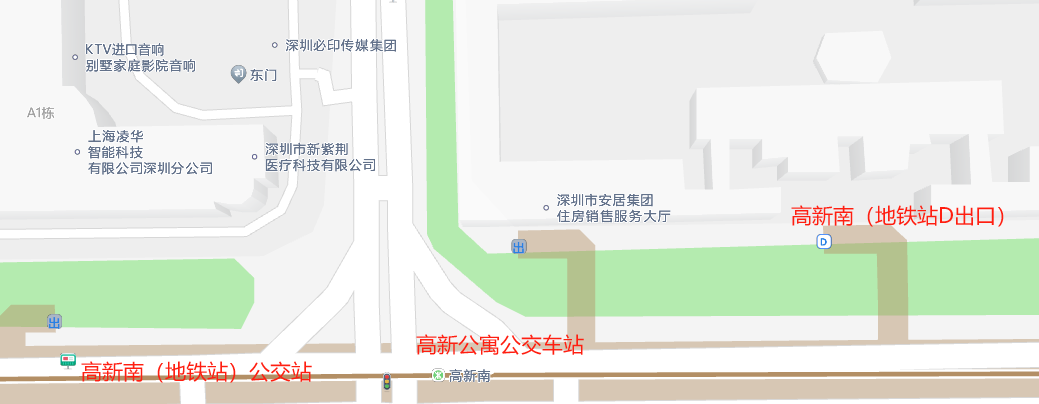 KTV进口音响
别墅家庭影院音响
深圳必印传媒集团
东门
A1栋
上海凌华
智能科技
有限公司深圳分公司
深圳市新紫荆
医疗科技有限公司
深圳市安居集团
住房销售服务大厅
高新南（地铁站D出口）
出
D
出
高新公寓公交车站
高新南（地铁站）公交站
高新南